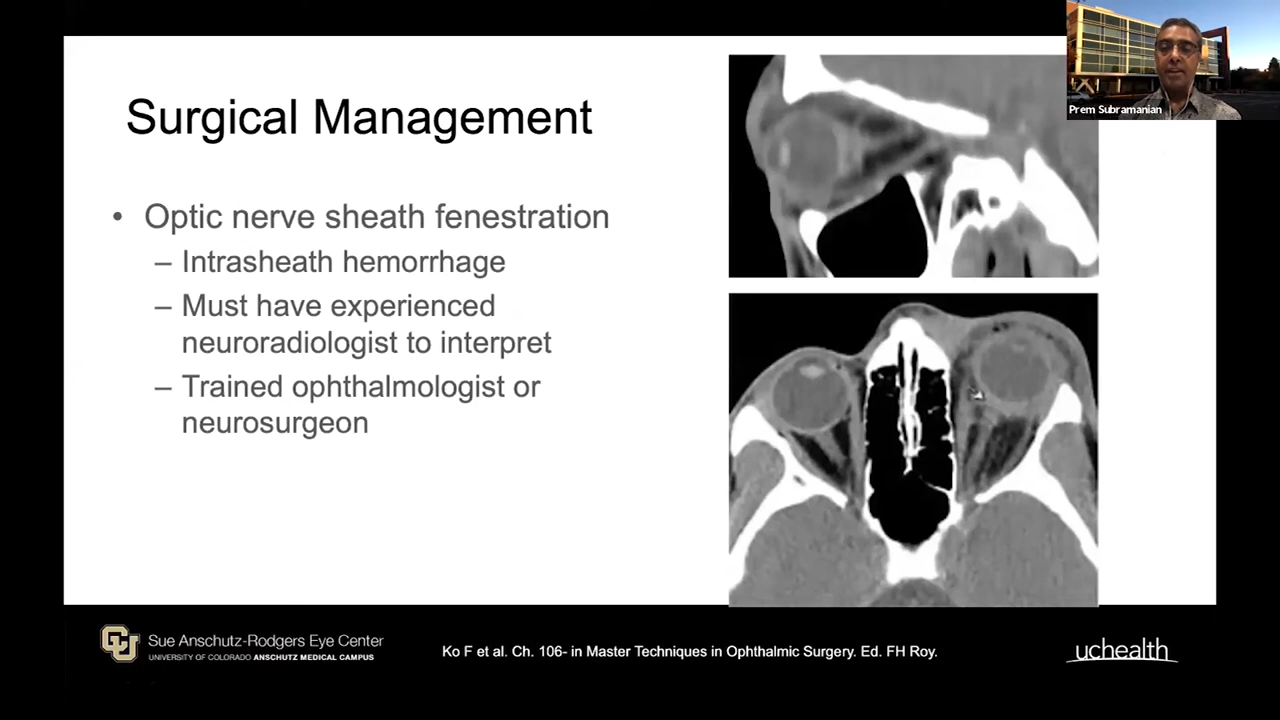 Prem Subramanian
Surgical Management
• Optic nerve sheath fenestration
– Intrasheath hemorrhage
– Must have experienced
neuroradiologist to interpret
– Trained ophthalmologist or
neurosurgeon
CU
Sue Anschutz-Rodgers Eye Center
UNIVERSITY OF COLORADO ANSCHUTZ MEDICAL CAMPUS
Ko F et al. Ch. 106- in Master Techniques in Ophthalmic Surgery. Ed. FH Roy.
uchealth